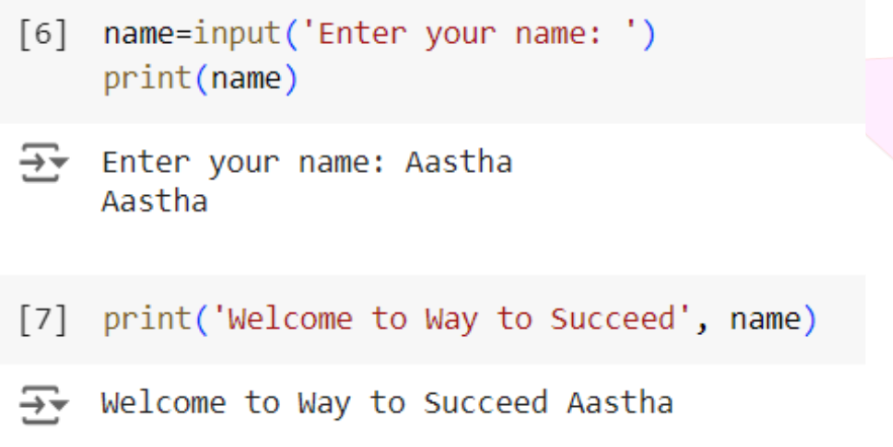 [6] name=input('Enter your name: ')
print(name)
Enter your name: Aastha
Aastha
[7] print('Welcome to Way to Succeed', name)
Welcome to Way to Succeed Aastha